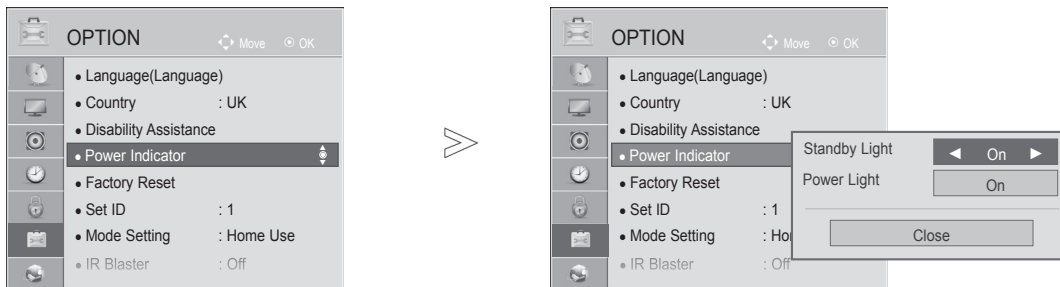 OPTION Move OK
• Language(Language)
• Country : UK
• Disability Assistance
• Power Indicator
• Factory Reset
• Set ID : 1
• Mode Setting : Home Use
• IR Blaster : Off
OPTION Move OK
• Language(Language)
• Country : UK
• Disability Assistance
• Power Indicator
• Factory Reset
• Set ID : 1
• Mode Setting : Ho
• IR Blaster : Off
Standby Light ◄ On ►
Power Light On
Close